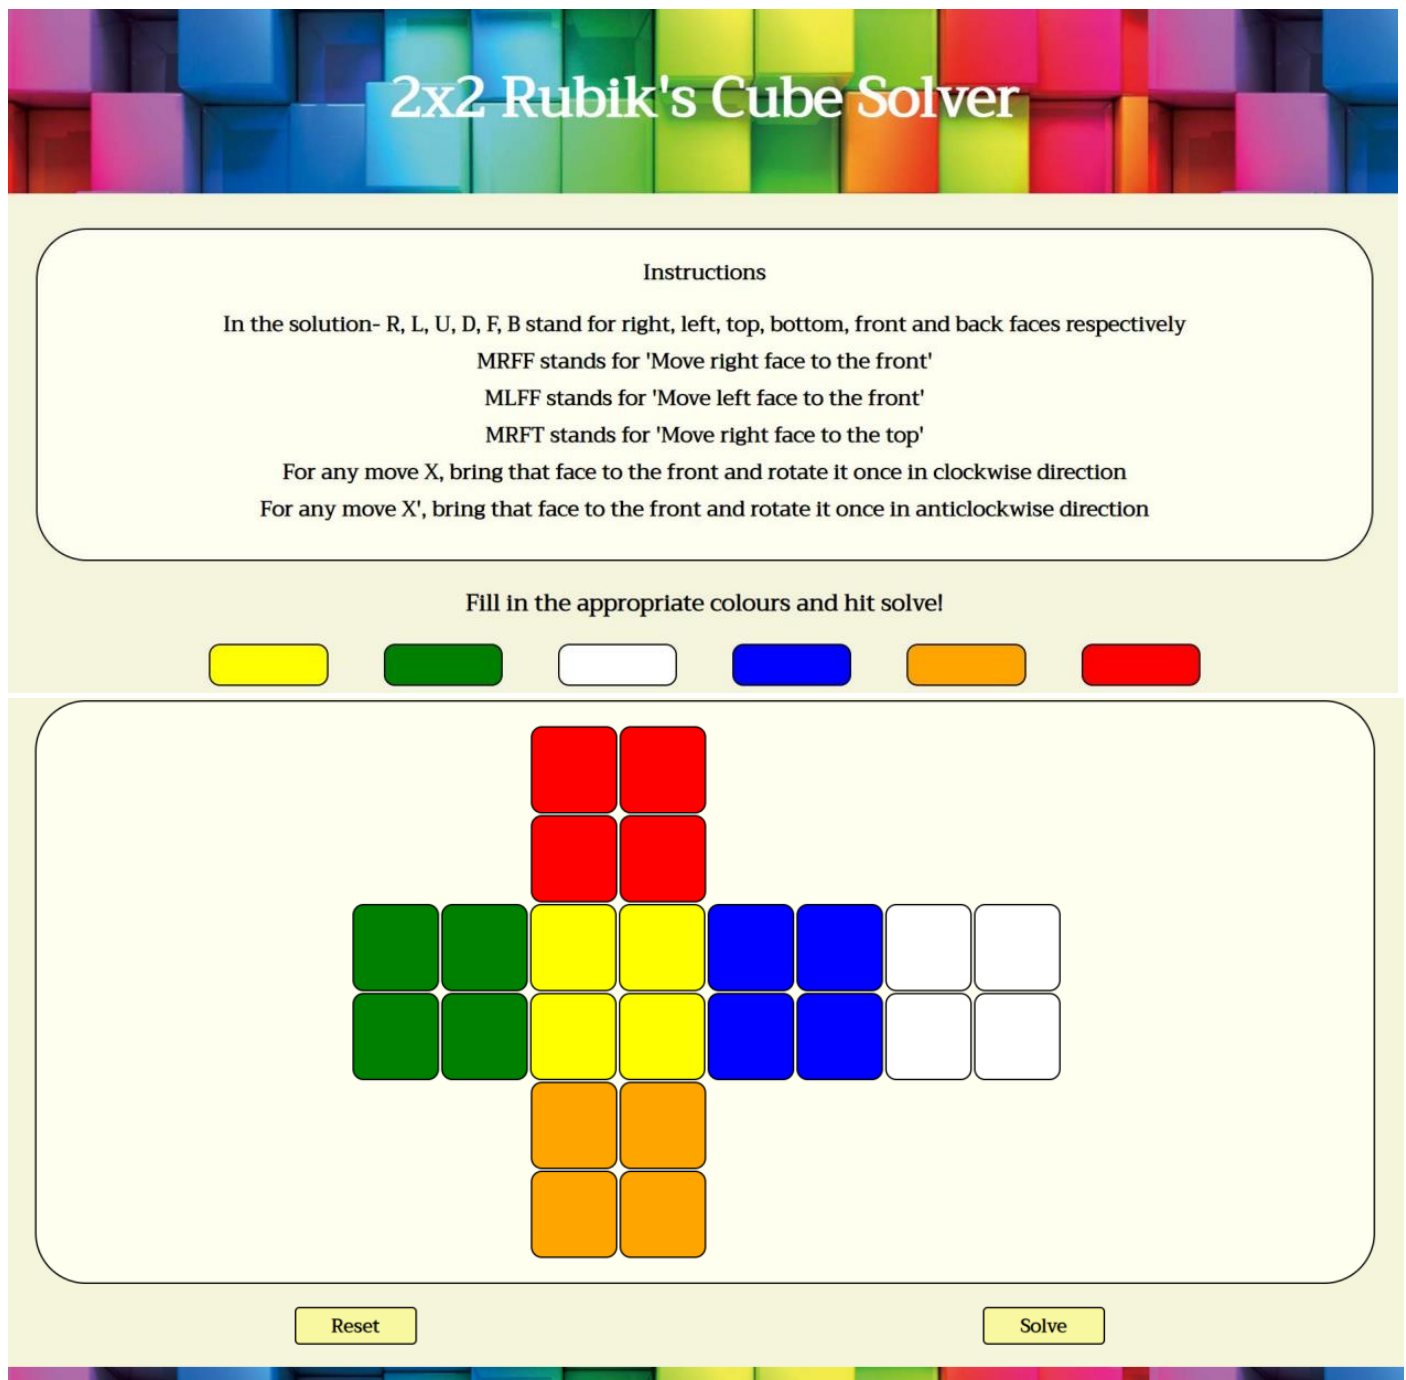 2x2 Rubik's Cube Solver
Instructions
In the solution- R, L, U, D, F, B stand for right, left, top, bottom, front and back faces respectively
MRFF stands for 'Move right face to the front'
MLFF stands for 'Move left face to the front'
MRFT stands for 'Move right face to the top'
For any move X, bring that face to the front and rotate it once in clockwise direction
For any move X', bring that face to the front and rotate it once in anticlockwise direction
Fill in the appropriate colours and hit solve!
Reset
Solve